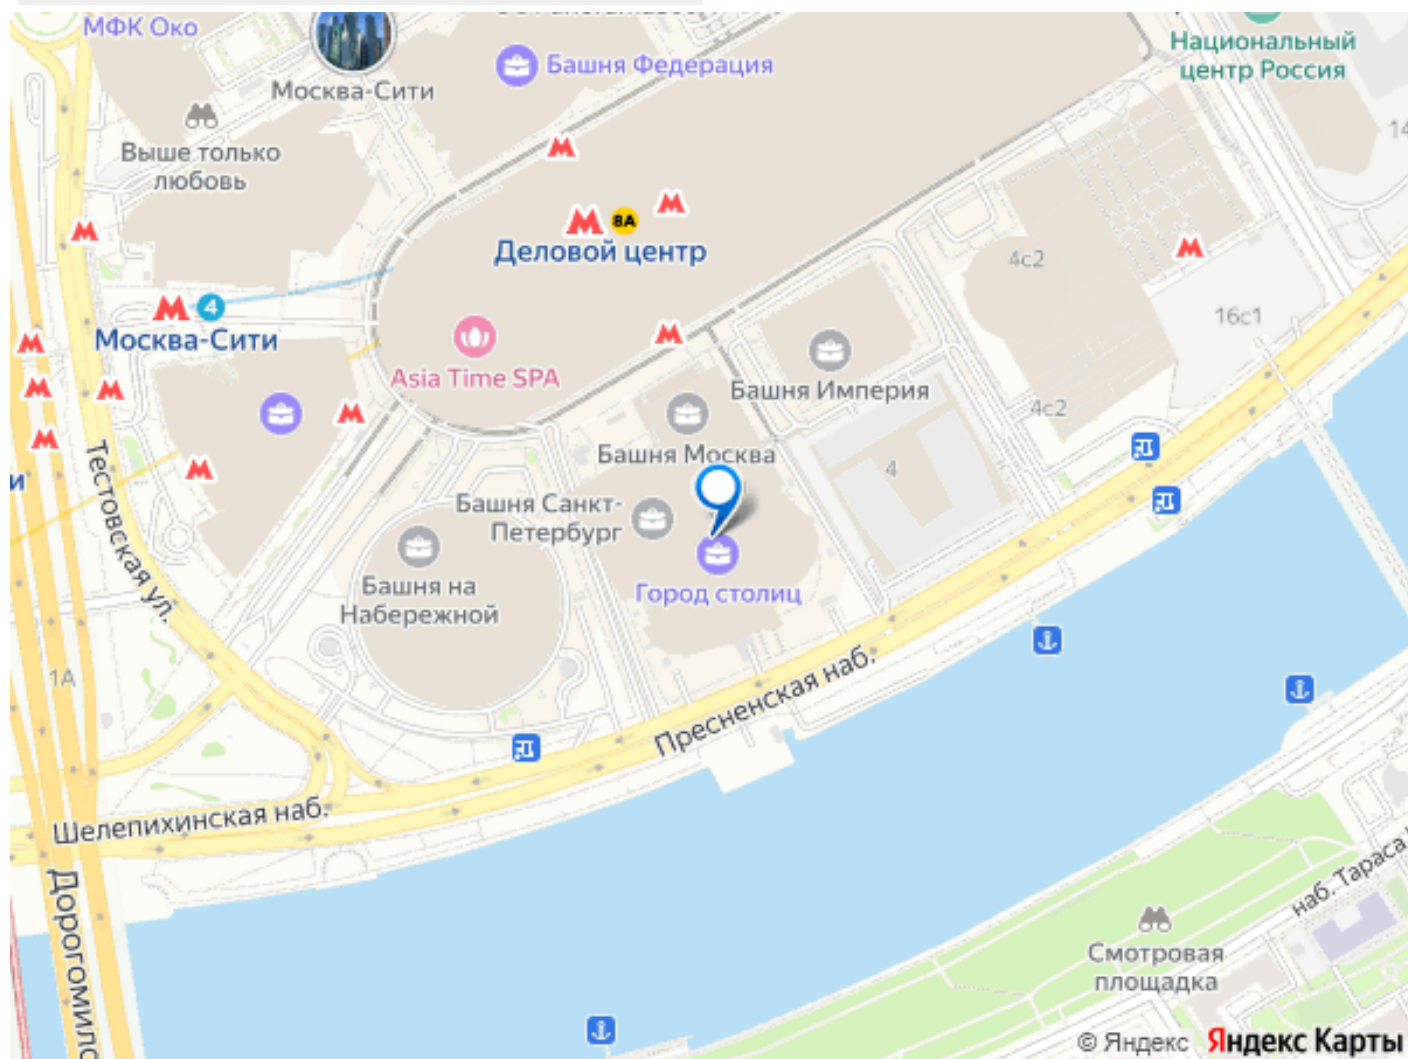 МФК Око
Башня Федерация
Москва-Сити
Национальный
центр Россия
14
Выше только
любовь
8А
Деловой центр
4с2
4
Москва-Сити
16с1
Asia Time SPA
Башня Империя
4с2
Башня Москва
4
Тестовская ул.
и
Башня Санкт-
Петербург
Башня на
Набережной
Город столиц
1А
Пресненская наб.
Шелепихинская наб.
Дорогомило
наб. Тараса
Смотровая
площадка
© Яндекс Яндекс Карты